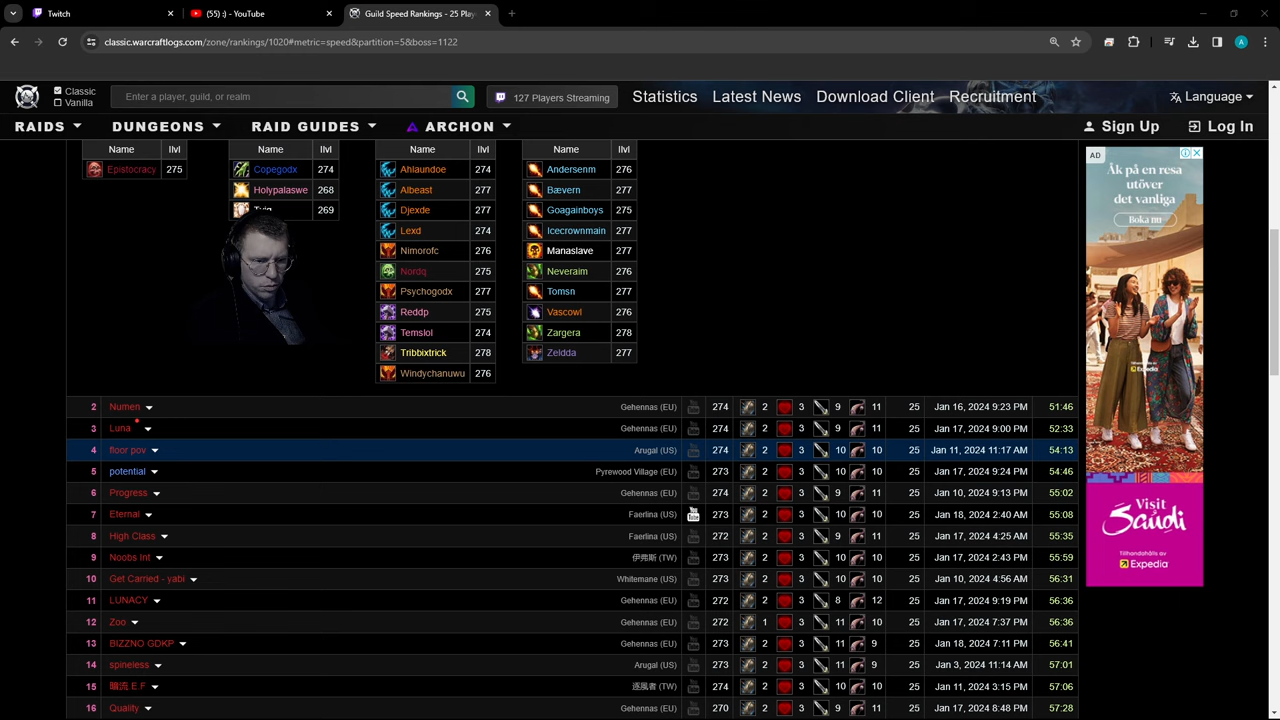 Twitch
(55) :) - YouTube
Guild Speed Rankings - 25 Play
classic.warcraftlogs.com/zone/rankings/1020#metric=speed&partition=5&boss=1122
A
Classic
Vanilla
Enter a player, guild, or realm
127 Players Streaming
Statistics
Latest News
Download Client
Recruitment
Language
RAIDS
DUNGEONS
RAID GUIDES
ARCHON
Sign Up
Log In
Name Ilvl
Epistocracy 275
Name Ilvl
Copegodx 274
Holypalaswe 268
269
Name Ilvl
Ahlaundoe 274
Albeast 277
Djexde 277
Lexd 274
Nimorofc 276
Nordq 275
Psychogodx 277
Reddp 275
Temslol 274
Tribbixtrick 278
Windychanuwu 276
Name Ilvl
Andersenm 276
Bævern 277
Goagainboys 275
Icecrownmain 277
Manaslave 277
Neveraim 276
Tomsn 277
Vascowl 276
Zargera 278
Zeldda 277
2 Numen Gehennas (EU) 274 2 3 9 11 25 Jan 16, 2024 9:23 PM 51:46
3 Luna Gehennas (EU) 274 2 3 9 11 25 Jan 17, 2024 9:00 PM 52:33
4 floor pov Arugal (US) 274 2 3 10 10 25 Jan 11, 2024 11:17 AM 54:13
5 potential Pyrewood Village (EU) 273 2 3 10 10 25 Jan 17, 2024 9:24 PM 54:46
6 Progress Gehennas (EU) 274 2 3 9 11 25 Jan 10, 2024 9:13 PM 55:02
7 Eternal Faerlina (US) 273 2 3 10 10 25 Jan 18, 2024 2:40 AM 55:08
8 High Class Faerlina (US) 272 2 3 9 11 25 Jan 17, 2024 4:25 AM 55:35
9 Noobs Int 伊弗斯 (TW) 273 2 3 10 10 25 Jan 17, 2024 2:43 PM 55:59
10 Get Carried - yabi Whitemane (US) 273 2 3 10 10 25 Jan 10, 2024 4:56 AM 56:31
11 LUNACY Gehennas (EU) 272 2 3 8 12 25 Jan 17, 2024 9:19 PM 56:36
12 Zoo Gehennas (EU) 272 1 3 11 10 25 Jan 17, 2024 7:37 PM 56:36
13 BIZZNO GDKP Gehennas (EU) 273 2 3 11 9 25 Jan 18, 2024 7:11 PM 56:41
14 spineless Arugal (US) 273 2 3 11 9 25 Jan 3, 2024 11:14 AM 57:01
15 暗流 E.F 逐風者 (TW) 274 2 3 10 10 25 Jan 11, 2024 3:15 PM 57:06
16 Quality Gehennas (EU) 270 2 3 9 11 25 Jan 17, 2024 8:48 PM 57:28
AD
Åk på en resa
utöver
det vanliga
Boka nu
Expedia
VISIT
Saudi
Tillhandahålls av
Expedia